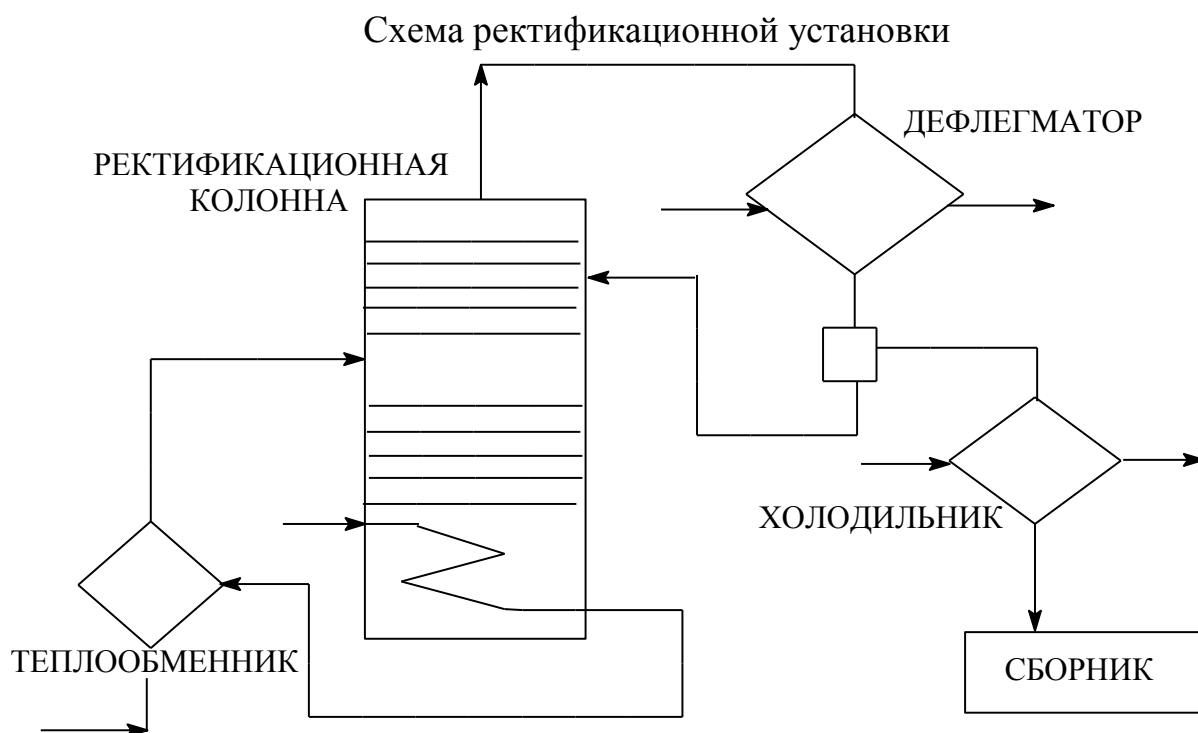 Схема ректификационной установки
ДЕФЛЕГМАТОР
РЕКТИФИКАЦИОННАЯ
КОЛОННА
ХОЛОДИЛЬНИК
ТЕПЛООБМЕННИК
СБОРНИК